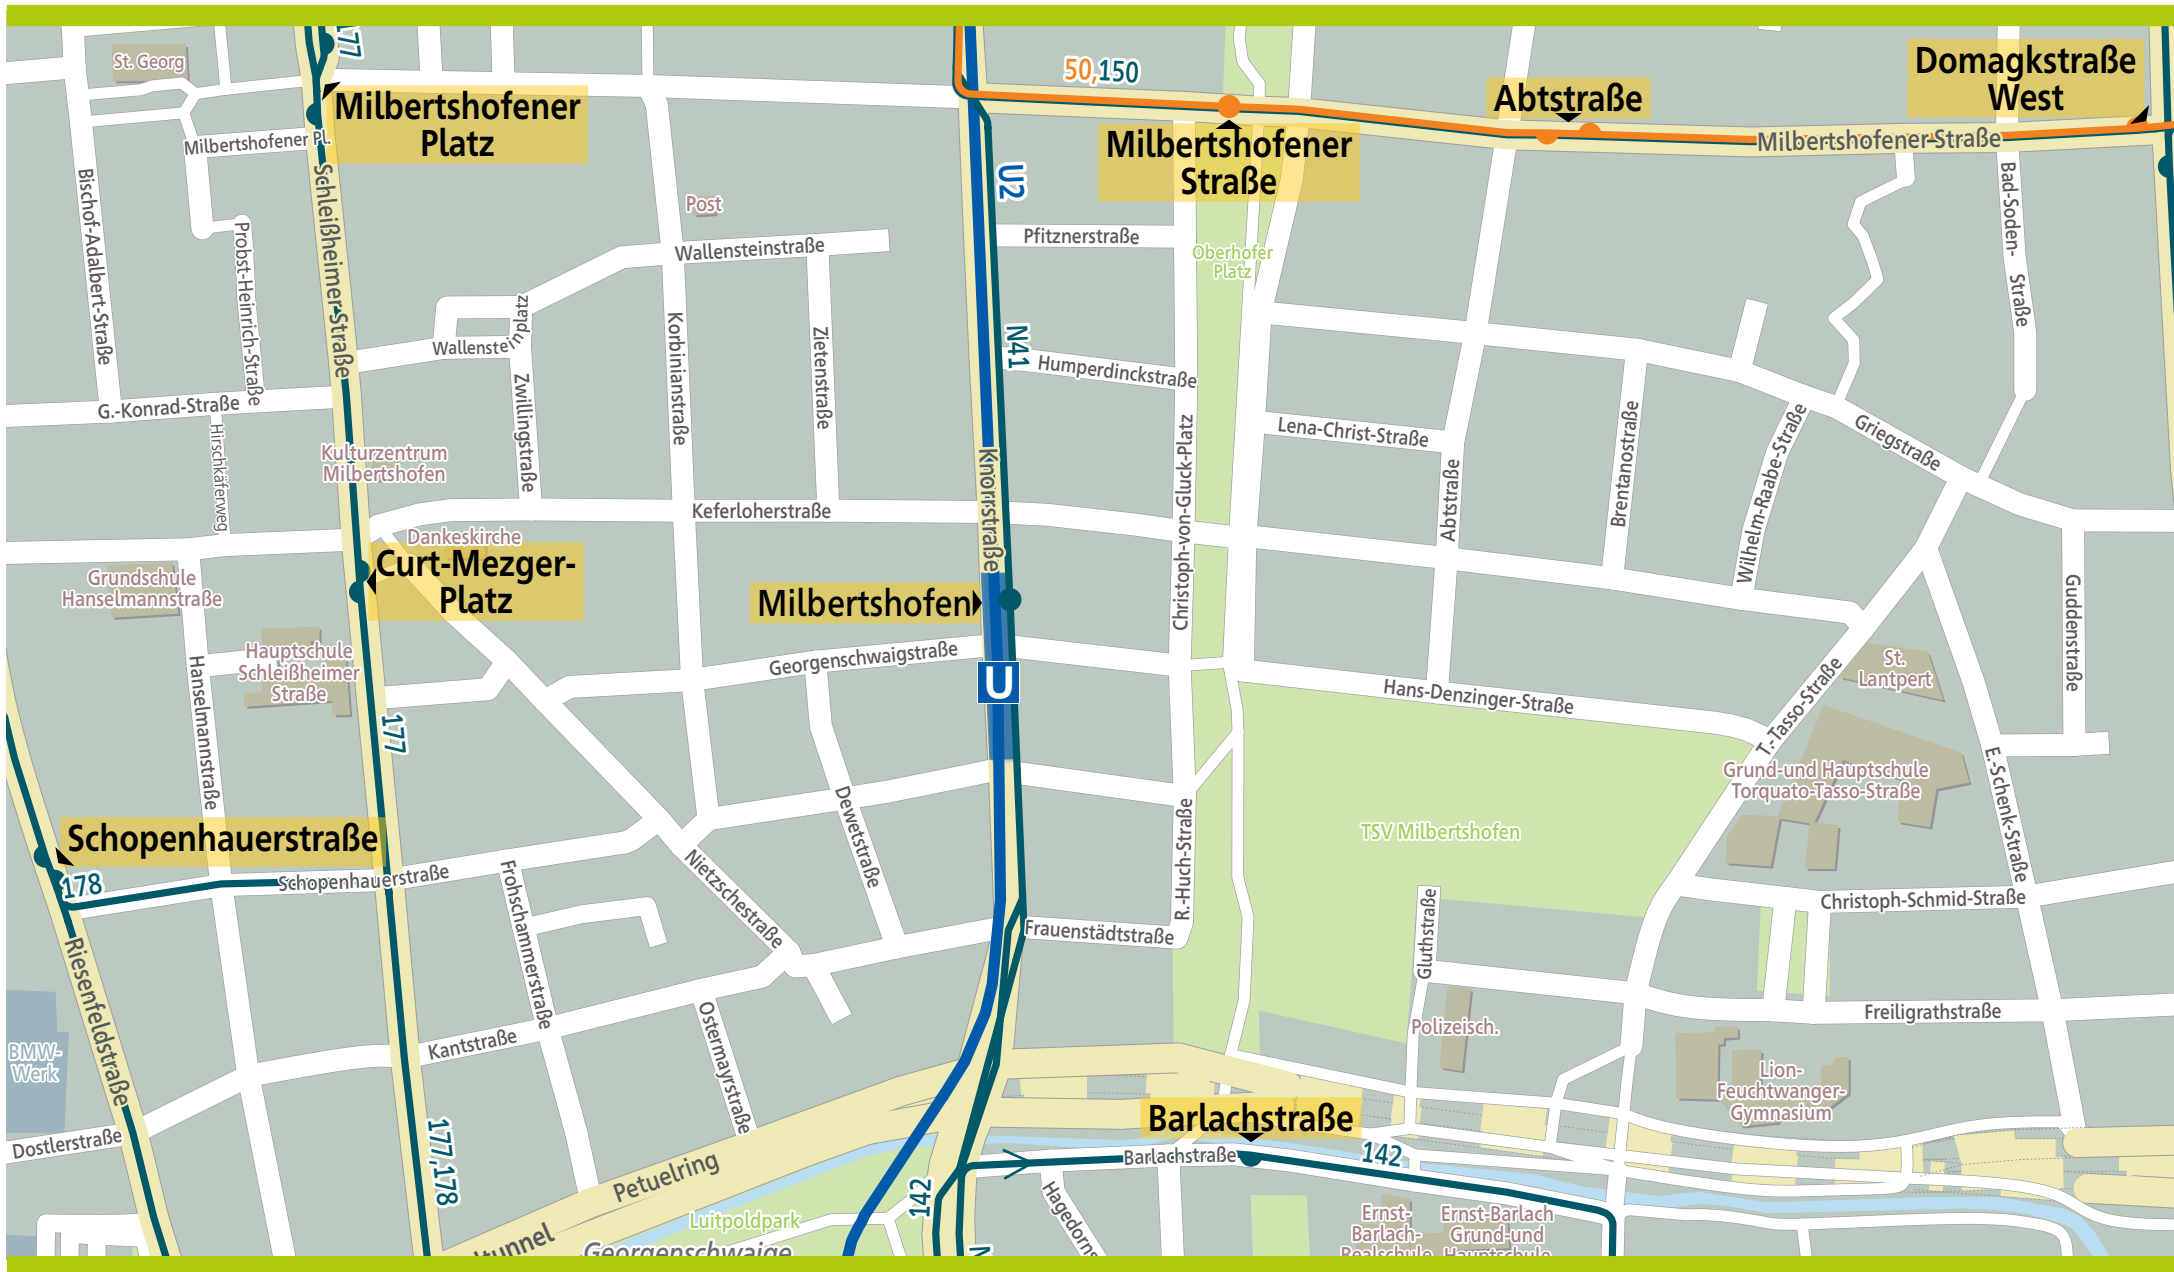 177
St. Georg
50,150
Domagkstraße
West
Milbertshofener
Platz
Abtstraße
Milbertshofener
Straße
Milbertshofener Straße
Milbertshofener Pl.
Schleißheimer Straße
Bischof-Adalbert-Straße
Probst-Heinrich-Straße
Post
U2
Wallensteinstraße
Pfitznerstraße
Oberhofer
Platz
Bad-Soden-
Straße
Wallensteinplatz
Korbinianstraße
Zietenstraße
N41
Humperdinckstraße
Zwillingstraße
G.-Konrad-Straße
Hirschkäferweg
Kulturzentrum
Milbertshofen
Knorrstraße
Christoph-von-Gluck-Platz
Lena-Christ-Straße
Abtstraße
Brentanostraße
Wilhelm-Raabe-Straße
Griegstraße
Keferloherstraße
Dankeskirche
Curt-Mezger-
Platz
Grundschule
Hanselmannstraße
Milbertshofen
Guddenstraße
Hauptschule
Schleißheimer
Straße
Hanselmannstraße
Georgenschwaigstraße
U
Hans-Denzinger-Straße
T.-Tasso-Straße
St.
Lantpert
177
Grund-und Hauptschule
Torquato-Tasso-Straße
E.-Schenk-Straße
Dewetstraße
R.-Huch-Straße
TSV Milbertshofen
Schopenhauerstraße
178
Schopenhauerstraße
Frohschammerstraße
Nietzschestraße
Frauenstädtstraße
Gluthstraße
Christoph-Schmid-Straße
Riesenfeldstraße
Freiligrathstraße
Polizeisch.
BMW-
Werk
Kantstraße
Ostermayrstraße
Lion-
Feuchtwanger-
Gymnasium
Dostlerstraße
177,178
Petuelring
Barlachstraße
Barlachstraße
142
142
Hagedorns
Luitpoldpark
Georgenschwaige
ltunnel
N
Ernst-
Barlach-
Realschule
Ernst-Barlach
Grund-und
Hauptschule